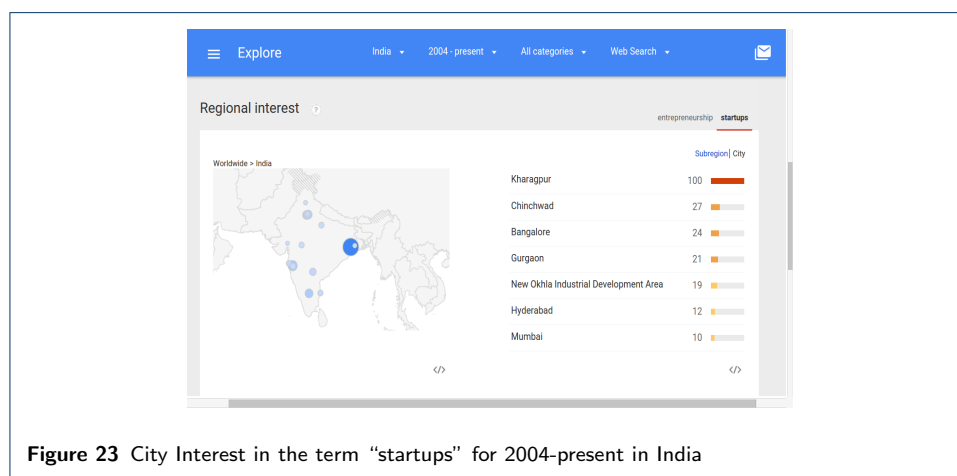 Explore India 2004 - present All categories Web Search
Regional interest ?
entrepreneurship startups
Subregion| City
Worldwide > India
Kharagpur 100
Chinchwad 27
Bangalore 24
Gurgaon 21
New Okhla Industrial Development Area 19
Hyderabad 12
Mumbai 10
</> </>
Figure 23 City Interest in the term “startups” for 2004-present in India